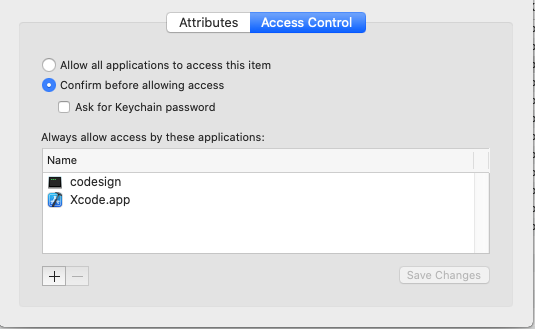 Attributes
Access Control
Allow all applications to access this item
Confirm before allowing access
Ask for Keychain password
Always allow access by these applications:
Name
codesign
Xcode.app
Save Changes